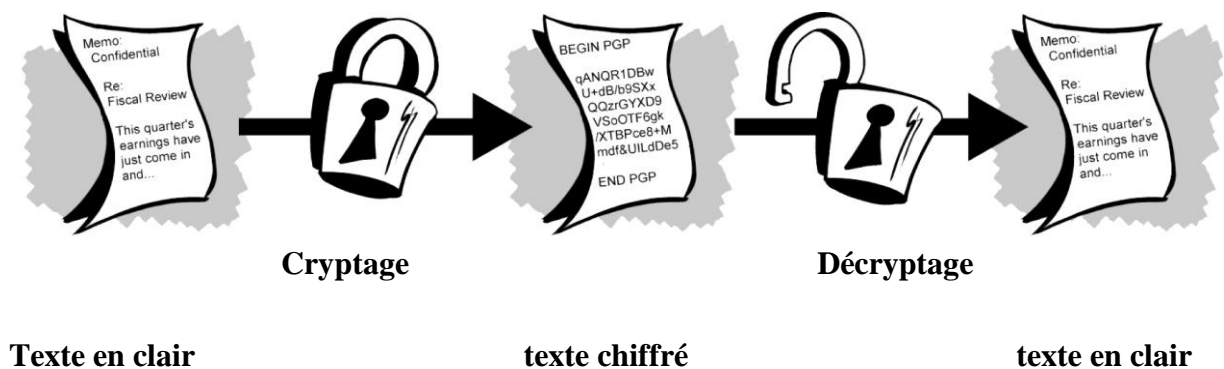 Memo:
Confidential
Re:
Fiscal Review
This quarter's
earnings have
just come in
and...
BEGIN PGP
qANQR1DBw
U+dB/b9SXx
QQzrGYXD9
VSoOTF6gk
/XTBPce8+M
mdf&UILdDe5
END PGP
Memo:
Confidential
Re:
Fiscal Review
This quarter's
earnings have
just come in
and...
Cryptage
Décryptage
Texte en clair
texte chiffré
texte en clair